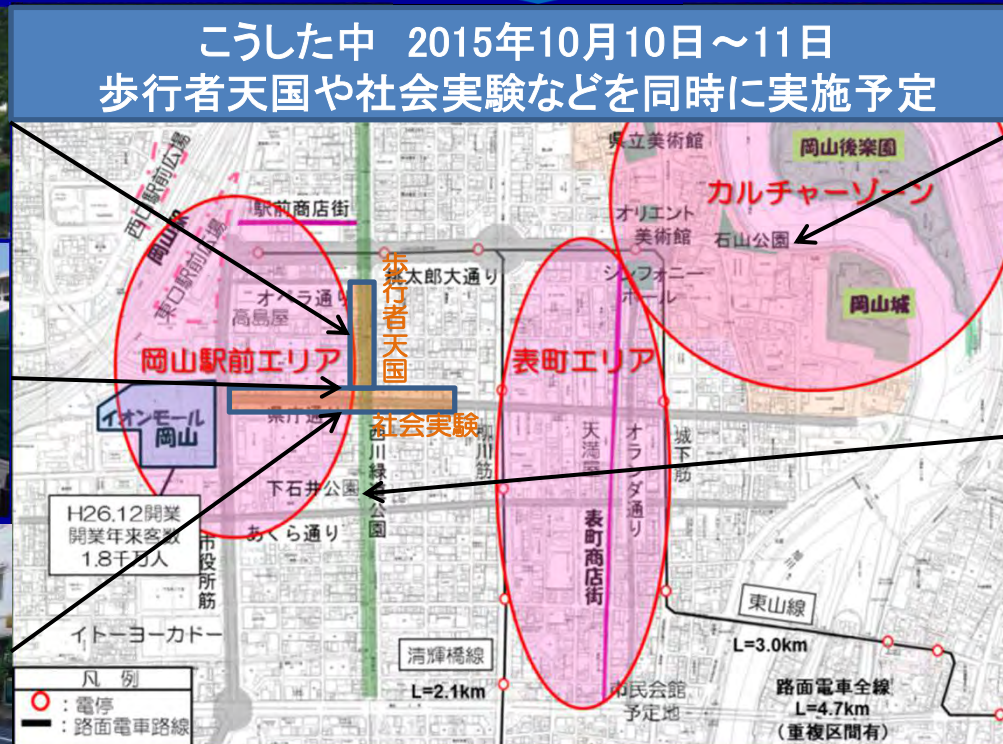 こうした中 2015年10月10日～11日
歩行者天国や社会実験などを同時に実施予定
県立美術館
岡山後楽園
カルチャーゾーン
西口駅前広場
岡山駅
東口駅前広場
駅前商店街
オリエント
美術館
石山公園
桃太郎大通り
シンフォニー
ホール
歩行者天国
オペラ通り
高島屋
岡山城
岡山駅前エリア
表町エリア
イオンモール
岡山
県庁通り
社会実験
西川緑道公園
柳川筋
天満屋
オランダ通り
城下筋
下石井公園
H26.12開業
開業年来客数
1.8千万人
あくら通り
市役所筋
表町商店街
イトーヨーカドー
東山線
L=3.0km
清輝橋線
L=2.1km
市民会館
予定地
路面電車全線
L=4.7km
（重複区間有）
凡 例
：電停
：路面電車路線